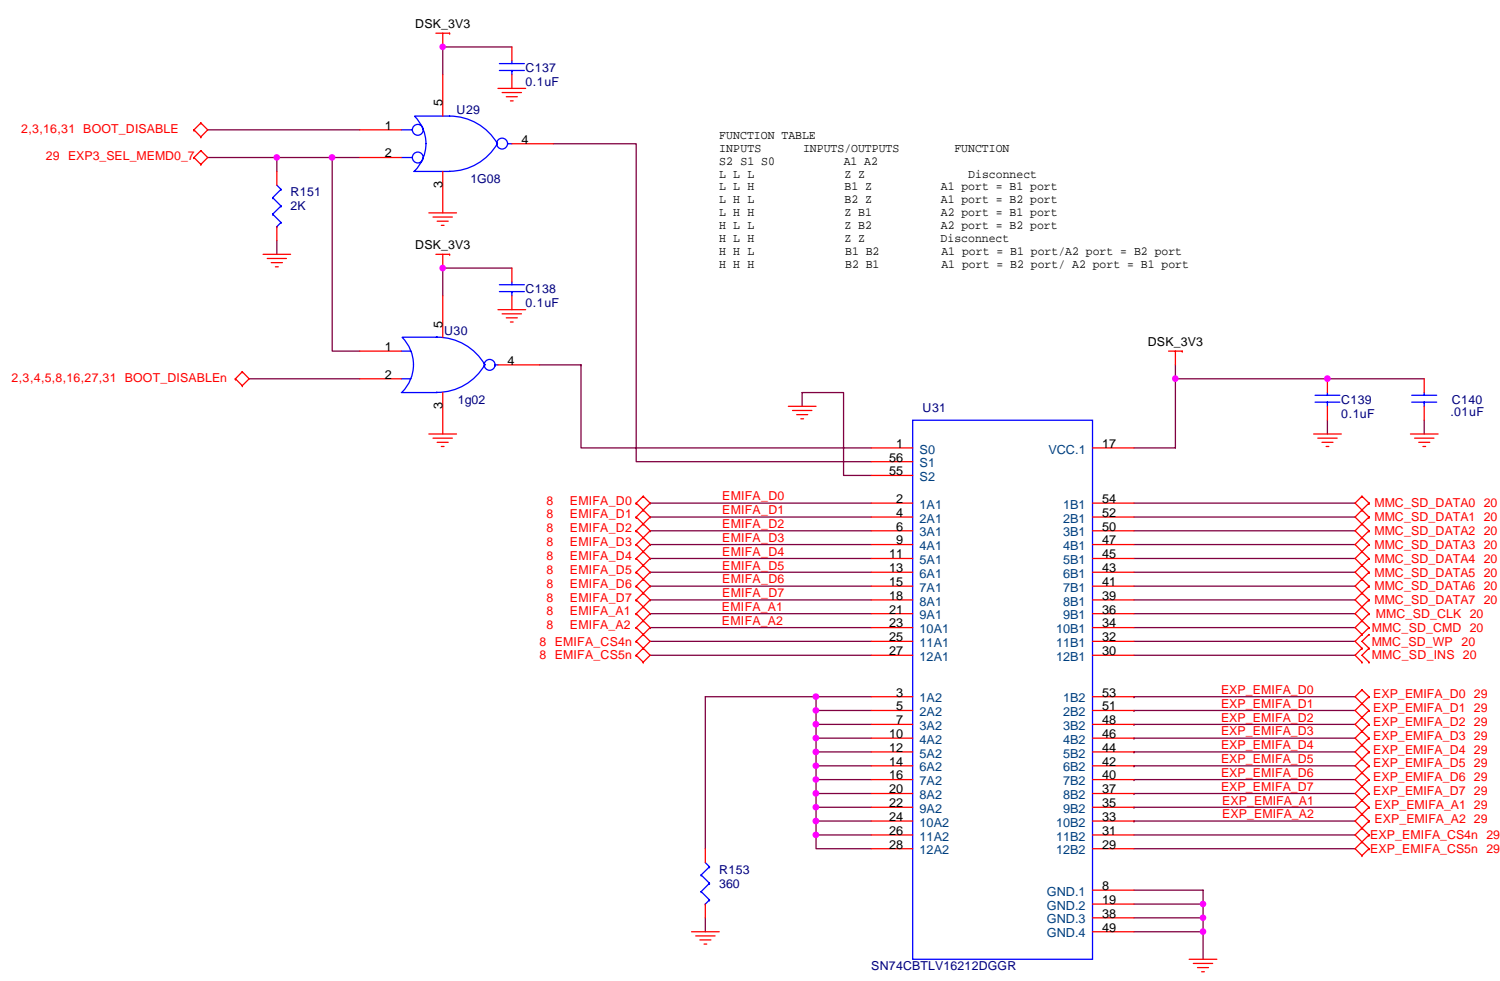 DSK_3V3
C137
0.1uF
5
U29
2,3,16,31 BOOT_DISABLE
1
4
29 EXP3_SEL_MEMD0_7
2
3
1G08
R151
2K
DSK_3V3
C138
0.1uF
5
U30
1
4
2,3,4,5,8,16,27,31 BOOT_DISABLEn
2
3
1g02
FUNCTION TABLE
INPUTS INPUTS/OUTPUTS FUNCTION
S2 S1 S0 A1 A2
L L L Z Z Disconnect
L L H B1 Z A1 port = B1 port
L H L B2 Z A1 port = B2 port
L H H Z B1 A2 port = B1 port
H L L Z B2 A2 port = B2 port
H L H Z Z Disconnect
H H L B1 B2 A1 port = B1 port/A2 port = B2 port
H H H B2 B1 A1 port = B2 port/ A2 port = B1 port
DSK_3V3
C139
0.1uF
C140
.01uF
U31
1 S0 VCC.1 17
56 S1
55 S2
8 EMIFA_D0 EMIFA_D0 2 1A1 1B1 54 MMC_SD_DATA0 20
8 EMIFA_D1 EMIFA_D1 4 2A1 2B1 52 MMC_SD_DATA1 20
8 EMIFA_D2 EMIFA_D2 6 3A1 3B1 50 MMC_SD_DATA2 20
8 EMIFA_D3 EMIFA_D3 9 4A1 4B1 47 MMC_SD_DATA3 20
8 EMIFA_D4 EMIFA_D4 11 5A1 5B1 45 MMC_SD_DATA4 20
8 EMIFA_D5 EMIFA_D5 13 6A1 6B1 43 MMC_SD_DATA5 20
8 EMIFA_D6 EMIFA_D6 15 7A1 7B1 41 MMC_SD_DATA6 20
8 EMIFA_D7 EMIFA_D7 18 8A1 8B1 39 MMC_SD_DATA7 20
8 EMIFA_A1 EMIFA_A1 21 9A1 9B1 36 MMC_SD_CLK 20
8 EMIFA_A2 EMIFA_A2 23 10A1 10B1 34 MMC_SD_CMD 20
8 EMIFA_CS4n 25 11A1 11B1 32 MMC_SD_WP 20
8 EMIFA_CS5n 27 12A1 12B1 30 MMC_SD_INS 20
3 1A2 1B2 53 EXP_EMIFA_D0 EXP_EMIFA_D0 29
5 2A2 2B2 51 EXP_EMIFA_D1 EXP_EMIFA_D1 29
7 3A2 3B2 48 EXP_EMIFA_D2 EXP_EMIFA_D2 29
10 4A2 4B2 46 EXP_EMIFA_D3 EXP_EMIFA_D3 29
12 5A2 5B2 44 EXP_EMIFA_D4 EXP_EMIFA_D4 29
14 6A2 6B2 42 EXP_EMIFA_D5 EXP_EMIFA_D5 29
16 7A2 7B2 40 EXP_EMIFA_D6 EXP_EMIFA_D6 29
20 8A2 8B2 37 EXP_EMIFA_D7 EXP_EMIFA_D7 29
22 9A2 9B2 35 EXP_EMIFA_A1 EXP_EMIFA_A1 29
24 10A2 10B2 33 EXP_EMIFA_A2 EXP_EMIFA_A2 29
26 11A2 11B2 31 EXP_EMIFA_CS4n 29
28 12A2 12B2 29 EXP_EMIFA_CS5n 29
R153
360
GND.1 8
GND.2 19
GND.3 38
GND.4 49
SN74CBTLV16212DGGR